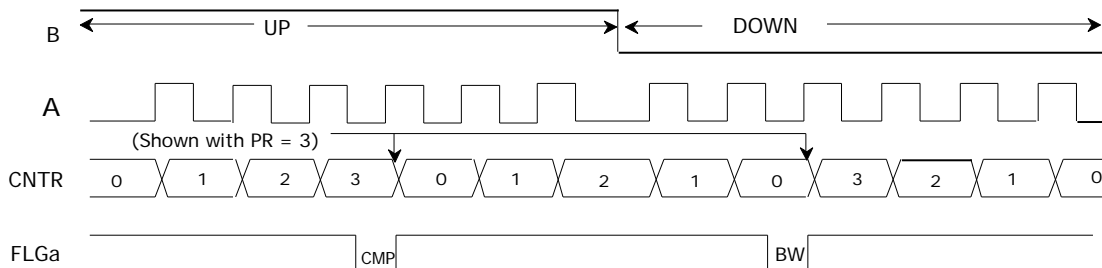 B UP DOWN
A
(Shown with PR = 3)
CNTR 0 1 2 3 0 1 2 1 0 3 2 1 0
FLGa CMP BW